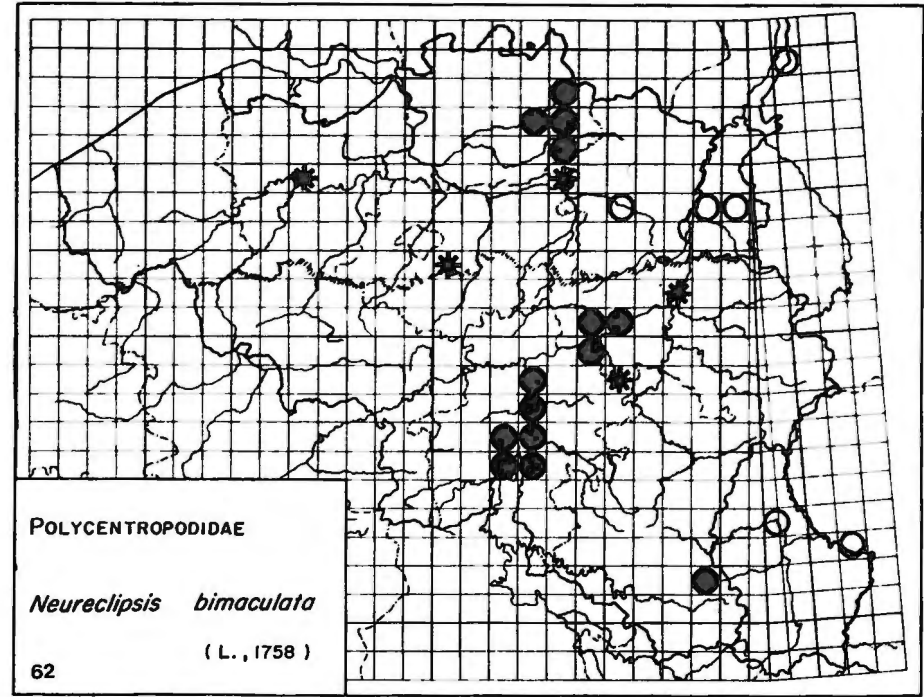 POLYCENTROPODIDAE
Neureclipsis bimaculata
(L., 1758)
62